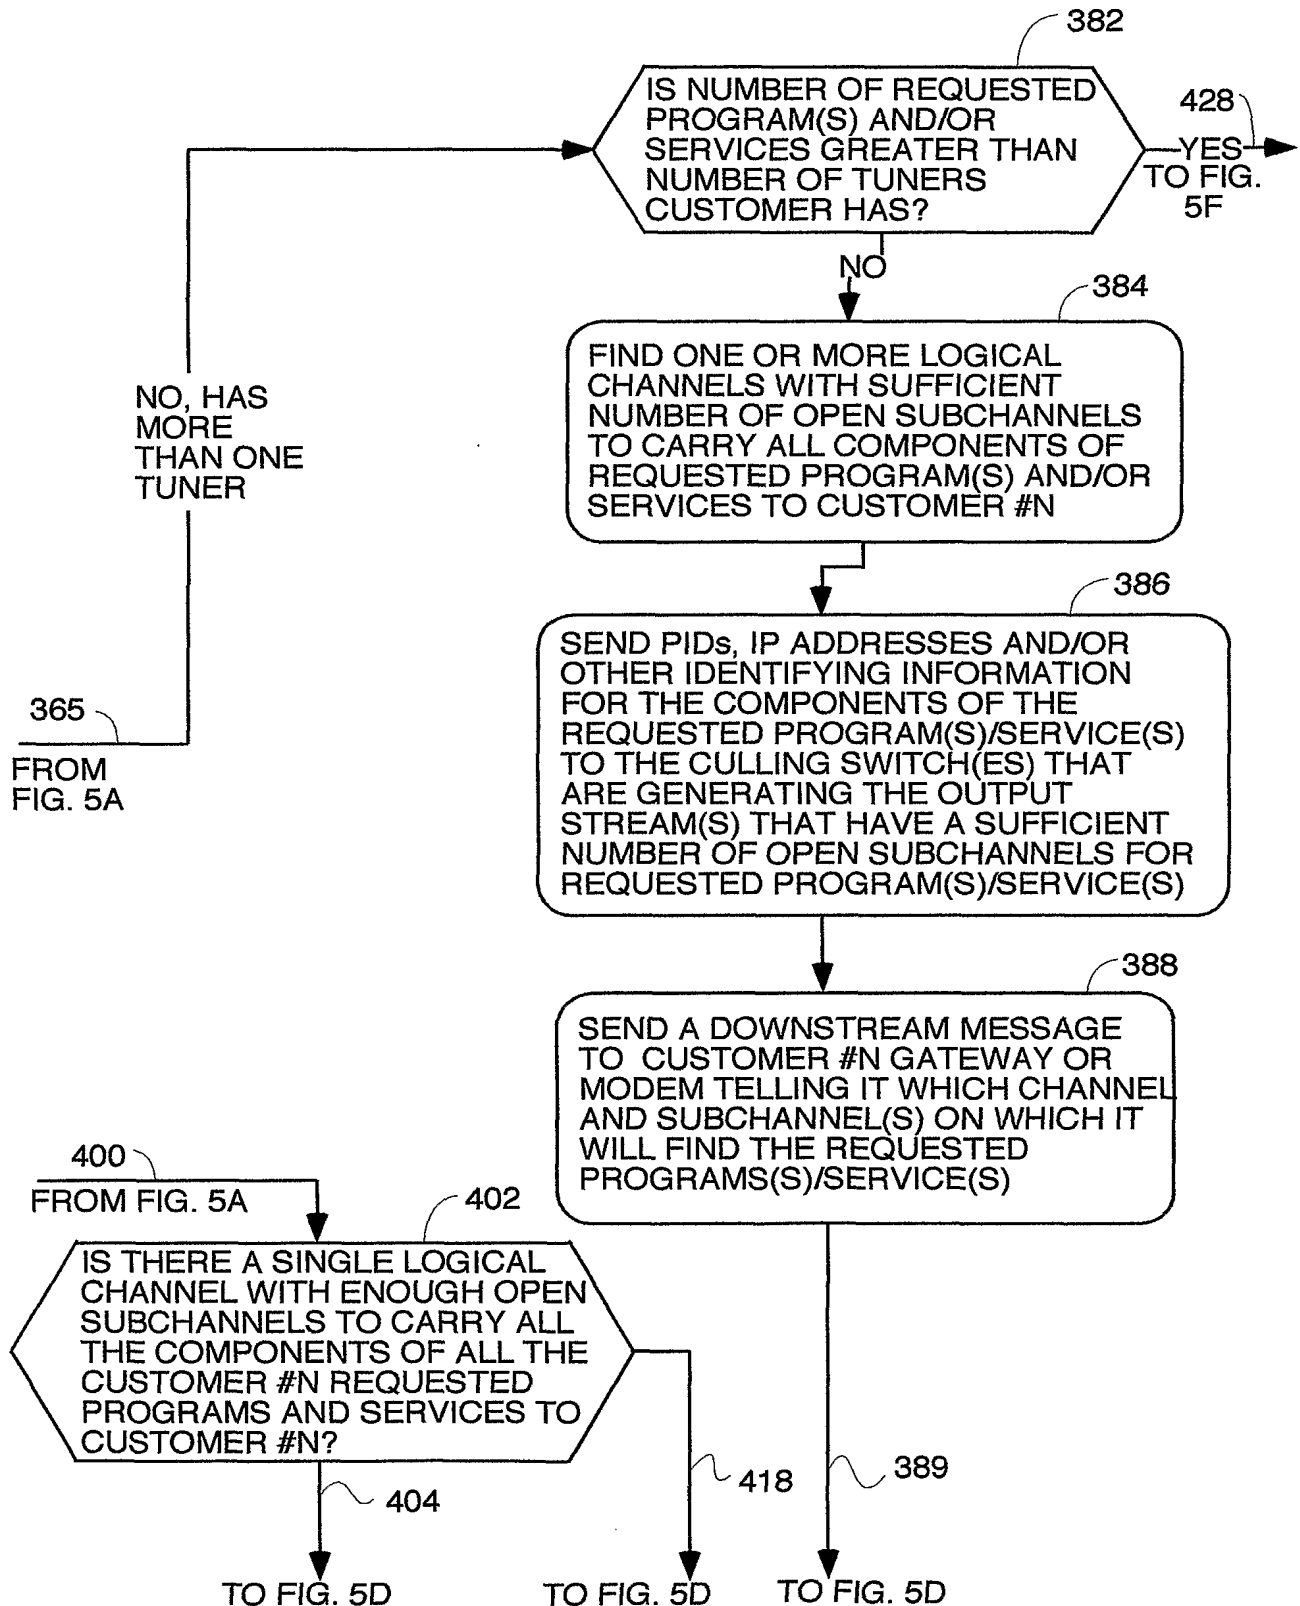 382
IS NUMBER OF REQUESTED
PROGRAM(S) AND/OR
SERVICES GREATER THAN
NUMBER OF TUNERS
CUSTOMER HAS?
428
YES
TO FIG.
5F
NO
384
FIND ONE OR MORE LOGICAL
CHANNELS WITH SUFFICIENT
NUMBER OF OPEN SUBCHANNELS
TO CARRY ALL COMPONENTS OF
REQUESTED PROGRAM(S) AND/OR
SERVICES TO CUSTOMER #N
NO, HAS
MORE
THAN ONE
TUNER
386
SEND PIDs, IP ADDRESSES AND/OR
OTHER IDENTIFYING INFORMATION
FOR THE COMPONENTS OF THE
REQUESTED PROGRAM(S)/SERVICE(S)
TO THE CULLING SWITCH(ES) THAT
ARE GENERATING THE OUTPUT
STREAM(S) THAT HAVE A SUFFICIENT
NUMBER OF OPEN SUBCHANNELS FOR
REQUESTED PROGRAM(S)/SERVICE(S)
365
FROM
FIG. 5A
388
SEND A DOWNSTREAM MESSAGE
TO CUSTOMER #N GATEWAY OR
MODEM TELLING IT WHICH CHANNEL
AND SUBCHANNEL(S) ON WHICH IT
WILL FIND THE REQUESTED
PROGRAMS(S)/SERVICE(S)
400
FROM FIG. 5A
402
IS THERE A SINGLE LOGICAL
CHANNEL WITH ENOUGH OPEN
SUBCHANNELS TO CARRY ALL
THE COMPONENTS OF ALL THE
CUSTOMER #N REQUESTED
PROGRAMS AND SERVICES TO
CUSTOMER #N?
404
418
389
TO FIG. 5D
TO FIG. 5D
TO FIG. 5D